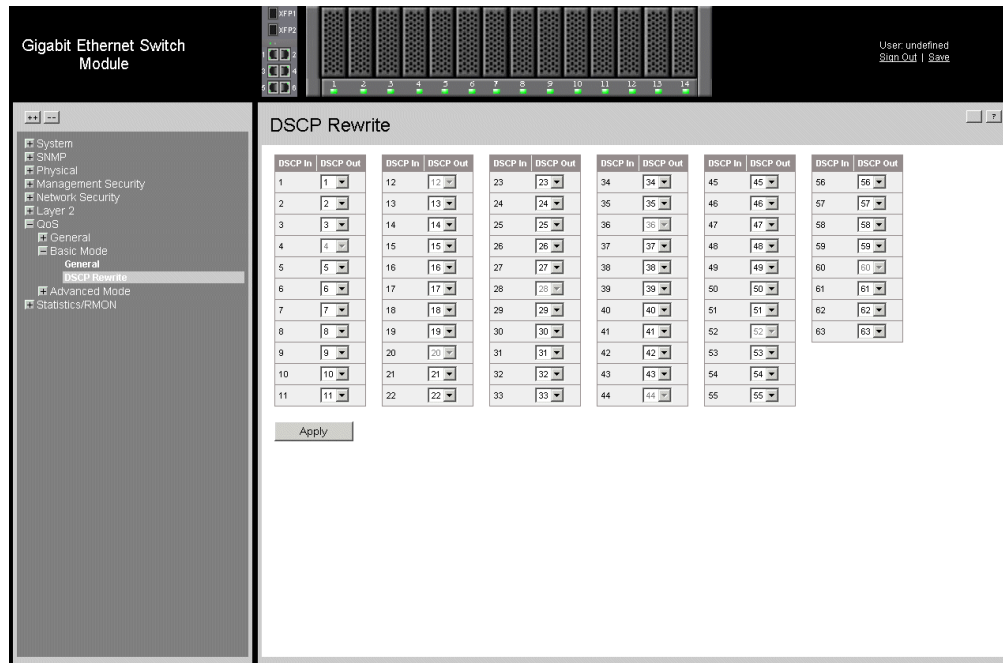 Gigabit Ethernet Switch
Module
XFP1
XFP2
1 2
3 4
5 6
1 2 3 4 5 6 7 8 9 10 11 12 13 14
User: undefined
Sign Out | Save
++ --
System
SNMP
Physical
Management Security
Network Security
Layer 2
QoS
General
Basic Mode
General
DSCP Rewrite
Advanced Mode
Statistics/RMON
DSCP Rewrite
?
DSCP In DSCP Out DSCP In DSCP Out DSCP In DSCP Out DSCP In DSCP Out DSCP In DSCP Out DSCP In DSCP Out
1 1 12 12 23 23 34 34 45 45 56 56
2 2 13 13 24 24 35 35 46 46 57 57
3 3 14 14 25 25 36 36 47 47 58 58
4 4 15 15 26 26 37 37 48 48 59 59
5 5 16 16 27 27 38 38 49 49 60 60
6 6 17 17 28 28 39 39 50 50 61 61
7 7 18 18 29 29 40 40 51 51 62 62
8 8 19 19 30 30 41 41 52 52 63 63
9 9 20 20 31 31 42 42 53 53
10 10 21 21 32 32 43 43 54 54
11 11 22 22 33 33 44 44 55 55
Apply